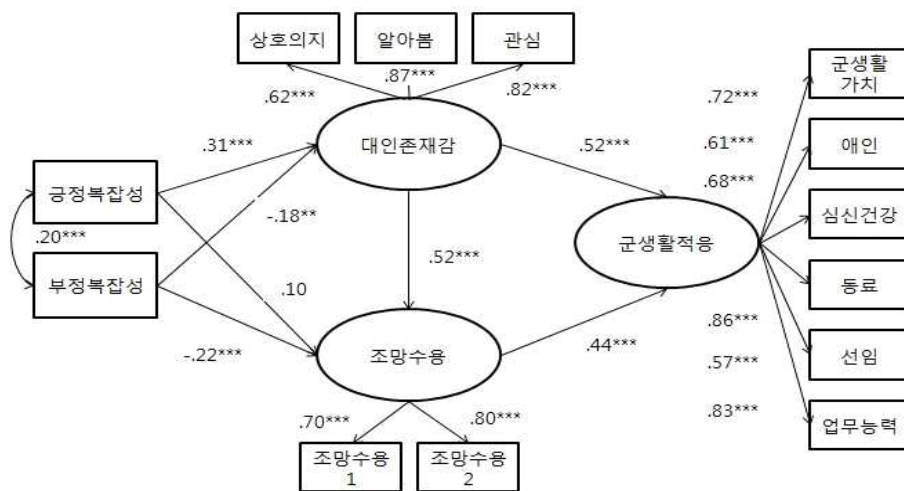 상호의지 알아봄 관심
.62*** .87*** .82***
군생활
가치
.72***
대인존재감
.31*** .52***
.61***
애인
.68***
긍정복잡성
-.18**
심신건강
.20***
군생활적응
.52***
부정복잡성
.10
동료
-.22***
조망수용
.44***
.86***
선임
.57***
.70*** .80***
.83***
업무능력
조망수용
1
조망수용
2